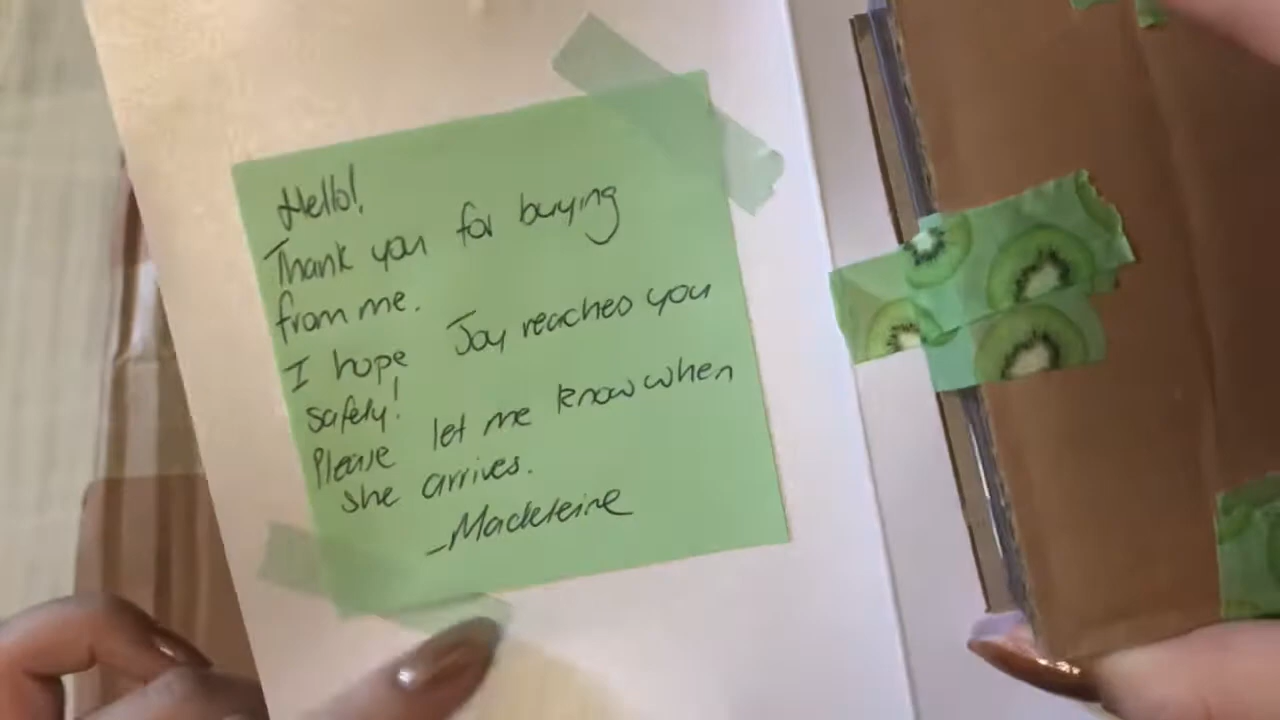 Hello!
Thank you for buying
from me.
I hope Joy reaches you
safely!
Please let me know when
she arrives.
_Madeleine